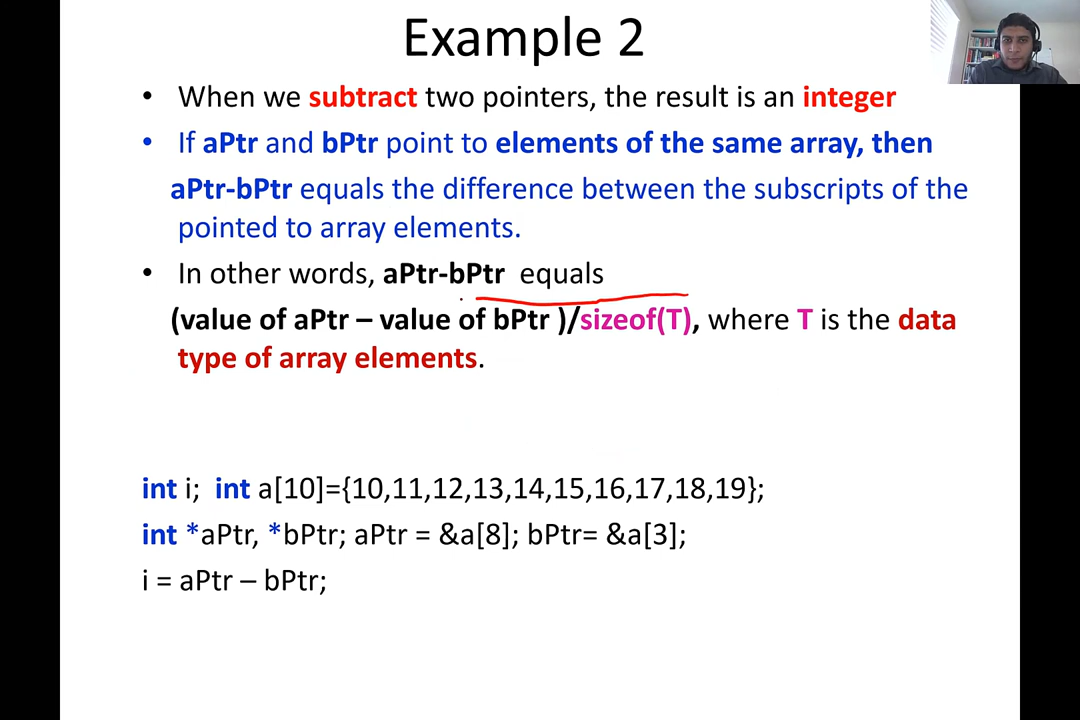 Example 2
• When we subtract two pointers, the result is an integer
• If aPtr and bPtr point to elements of the same array, then
aPtr-bPtr equals the difference between the subscripts of the
pointed to array elements.
• In other words, aPtr-bPtr equals
(value of aPtr – value of bPtr )/sizeof(T), where T is the data
type of array elements.
int i; int a[10]={10,11,12,13,14,15,16,17,18,19};
int *aPtr, *bPtr; aPtr = &a[8]; bPtr= &a[3];
i = aPtr – bPtr;